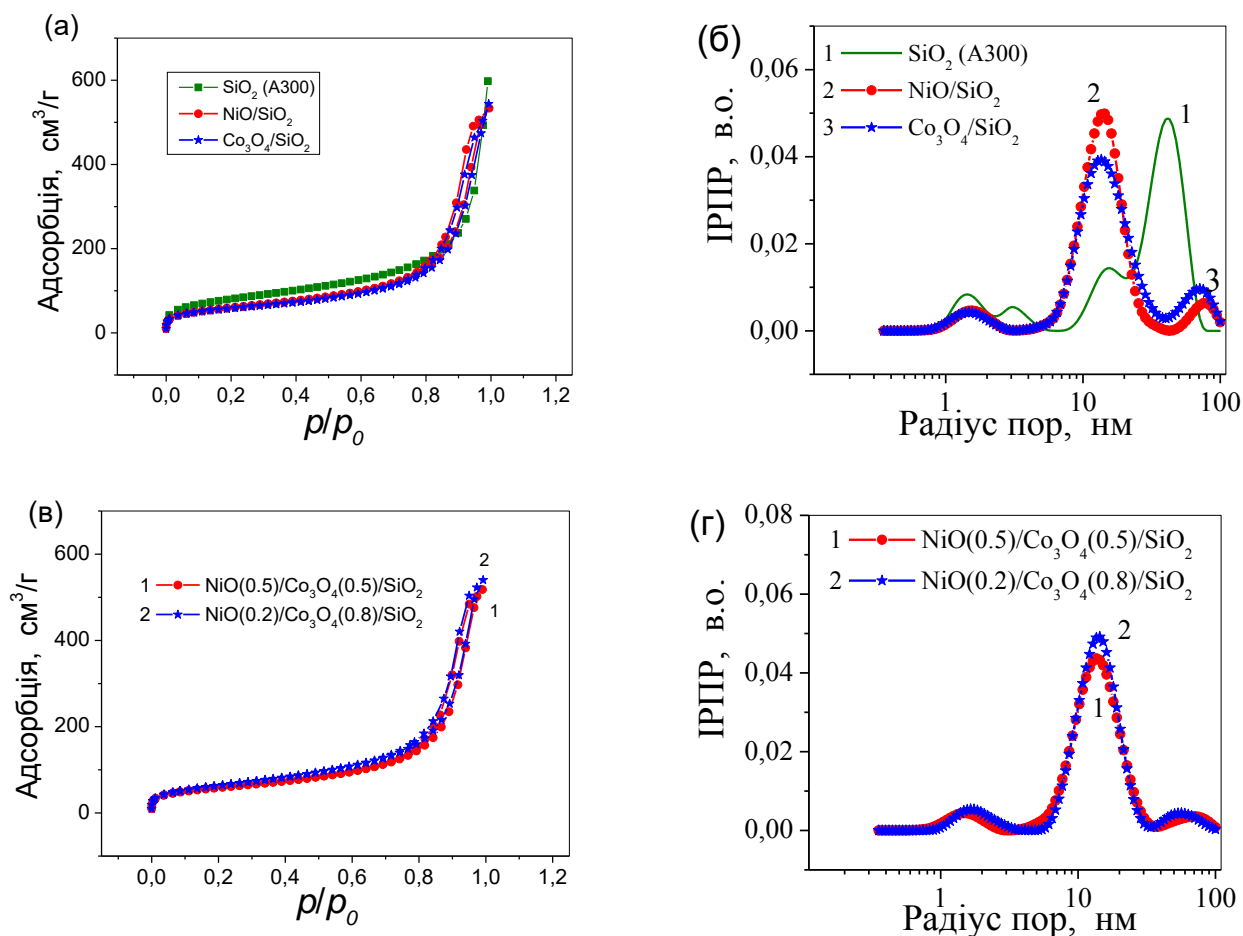 (а)
600
400
200
0
Адсорбція, см³/г
SiO₂ (A300)
NiO/SiO₂
Co₃O₄/SiO₂
0,0 0,2 0,4 0,6 0,8 1,0 1,2
p/p₀
(б)
0,06
0,04
0,02
0,00
ІРПР, в.о.
1 SiO₂ (A300)
2 NiO/SiO₂
3 Co₃O₄/SiO₂
2
1
3
1 10 100
Радіус пор, нм
(в)
600
400
200
0
Адсорбція, см³/г
1 NiO(0.5)/Co₃O₄(0.5)/SiO₂
2 NiO(0.2)/Co₃O₄(0.8)/SiO₂
2
1
0,0 0,2 0,4 0,6 0,8 1,0 1,2
p/p₀
(г)
0,08
0,06
0,04
0,02
0,00
ІРПР, в.о.
1 NiO(0.5)/Co₃O₄(0.5)/SiO₂
2 NiO(0.2)/Co₃O₄(0.8)/SiO₂
2
1
1 10 100
Радіус пор, нм